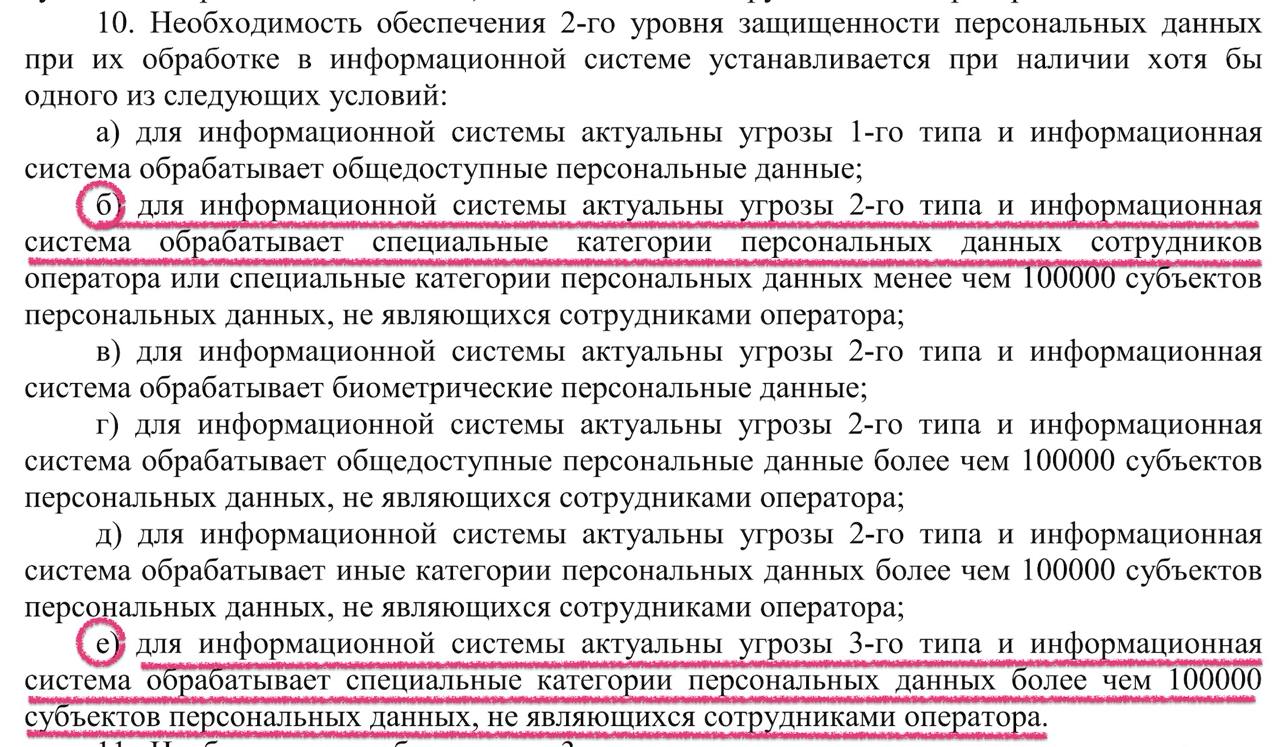 10. Необходимость обеспечения 2-го уровня защищенности персональных данных
при их обработке в информационной системе устанавливается при наличии хотя бы
одного из следующих условий:
а) для информационной системы актуальны угрозы 1-го типа и информационная
система обрабатывает общедоступные персональные данные;
б) для информационной системы актуальны угрозы 2-го типа и информационная
система обрабатывает специальные категории персональных данных сотрудников
оператора или специальные категории персональных данных менее чем 100000 субъектов
персональных данных, не являющихся сотрудниками оператора;
в) для информационной системы актуальны угрозы 2-го типа и информационная
система обрабатывает биометрические персональные данные;
г) для информационной системы актуальны угрозы 2-го типа и информационная
система обрабатывает общедоступные персональные данные более чем 100000 субъектов
персональных данных, не являющихся сотрудниками оператора;
д) для информационной системы актуальны угрозы 2-го типа и информационная
система обрабатывает иные категории персональных данных более чем 100000 субъектов
персональных данных, не являющихся сотрудниками оператора;
е) для информационной системы актуальны угрозы 3-го типа и информационная
система обрабатывает специальные категории персональных данных более чем 100000
субъектов персональных данных, не являющихся сотрудниками оператора.